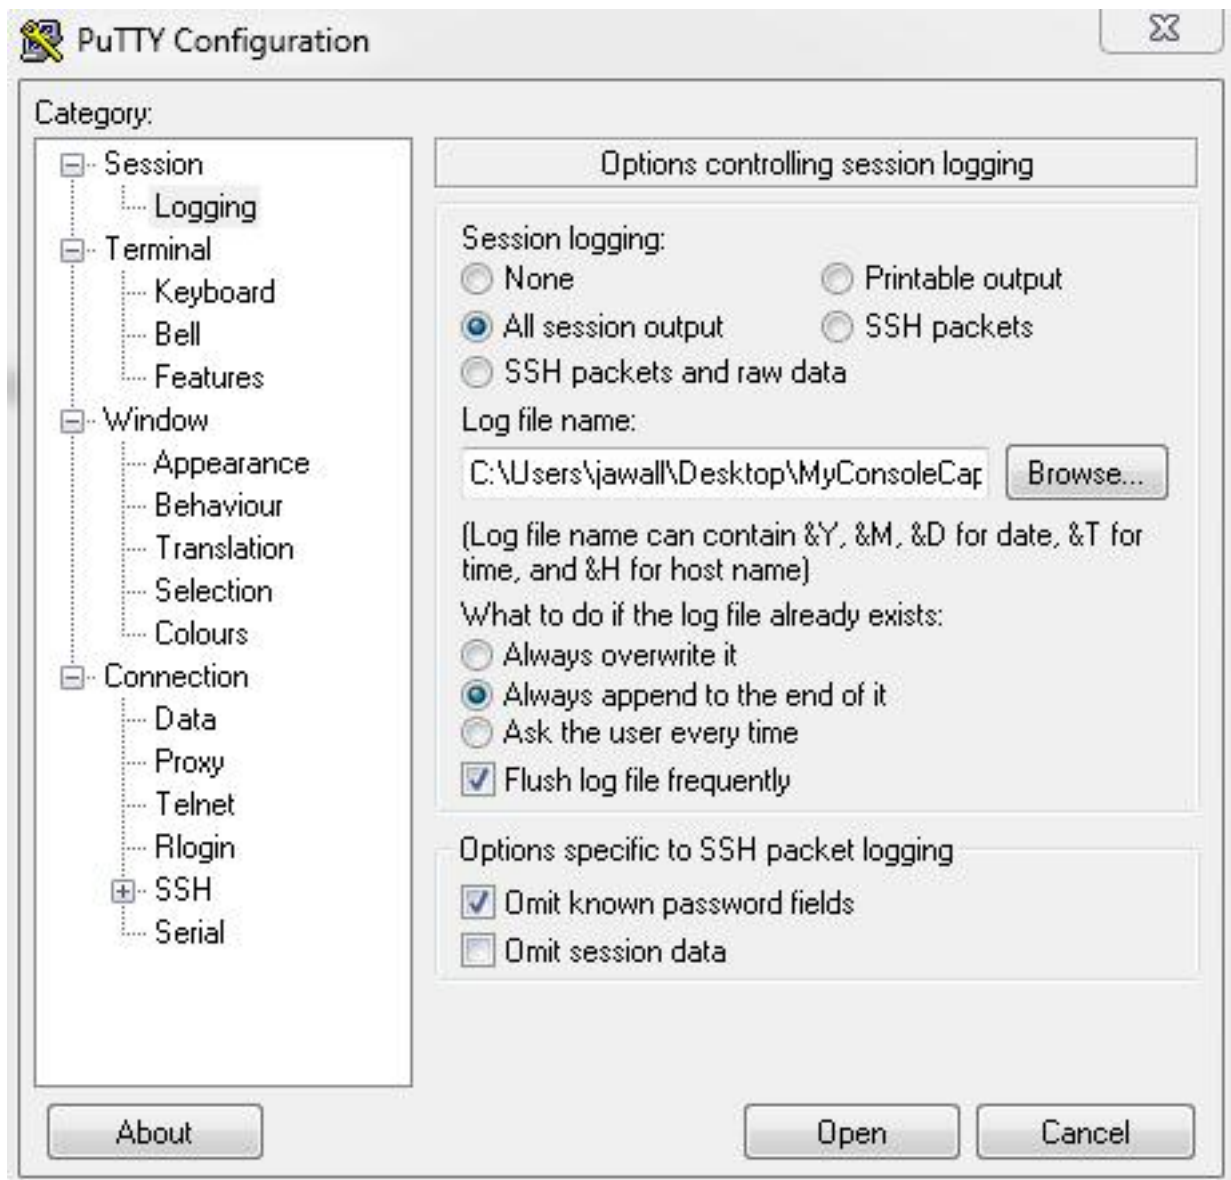 PuTTY Configuration
Category:
Session
Logging
Terminal
Keyboard
Bell
Features
Window
Appearance
Behaviour
Translation
Selection
Colours
Connection
Data
Proxy
Telnet
Rlogin
SSH
Serial
Options controlling session logging
Session logging:
None
Printable output
All session output
SSH packets
SSH packets and raw data
Log file name:
C:\Users\jawall\Desktop\MyConsoleCap
Browse...
(Log file name can contain &Y, &M, &D for date, &T for
time, and &H for host name)
What to do if the log file already exists:
Always overwrite it
Always append to the end of it
Ask the user every time
Flush log file frequently
Options specific to SSH packet logging
Omit known password fields
Omit session data
About
Open
Cancel